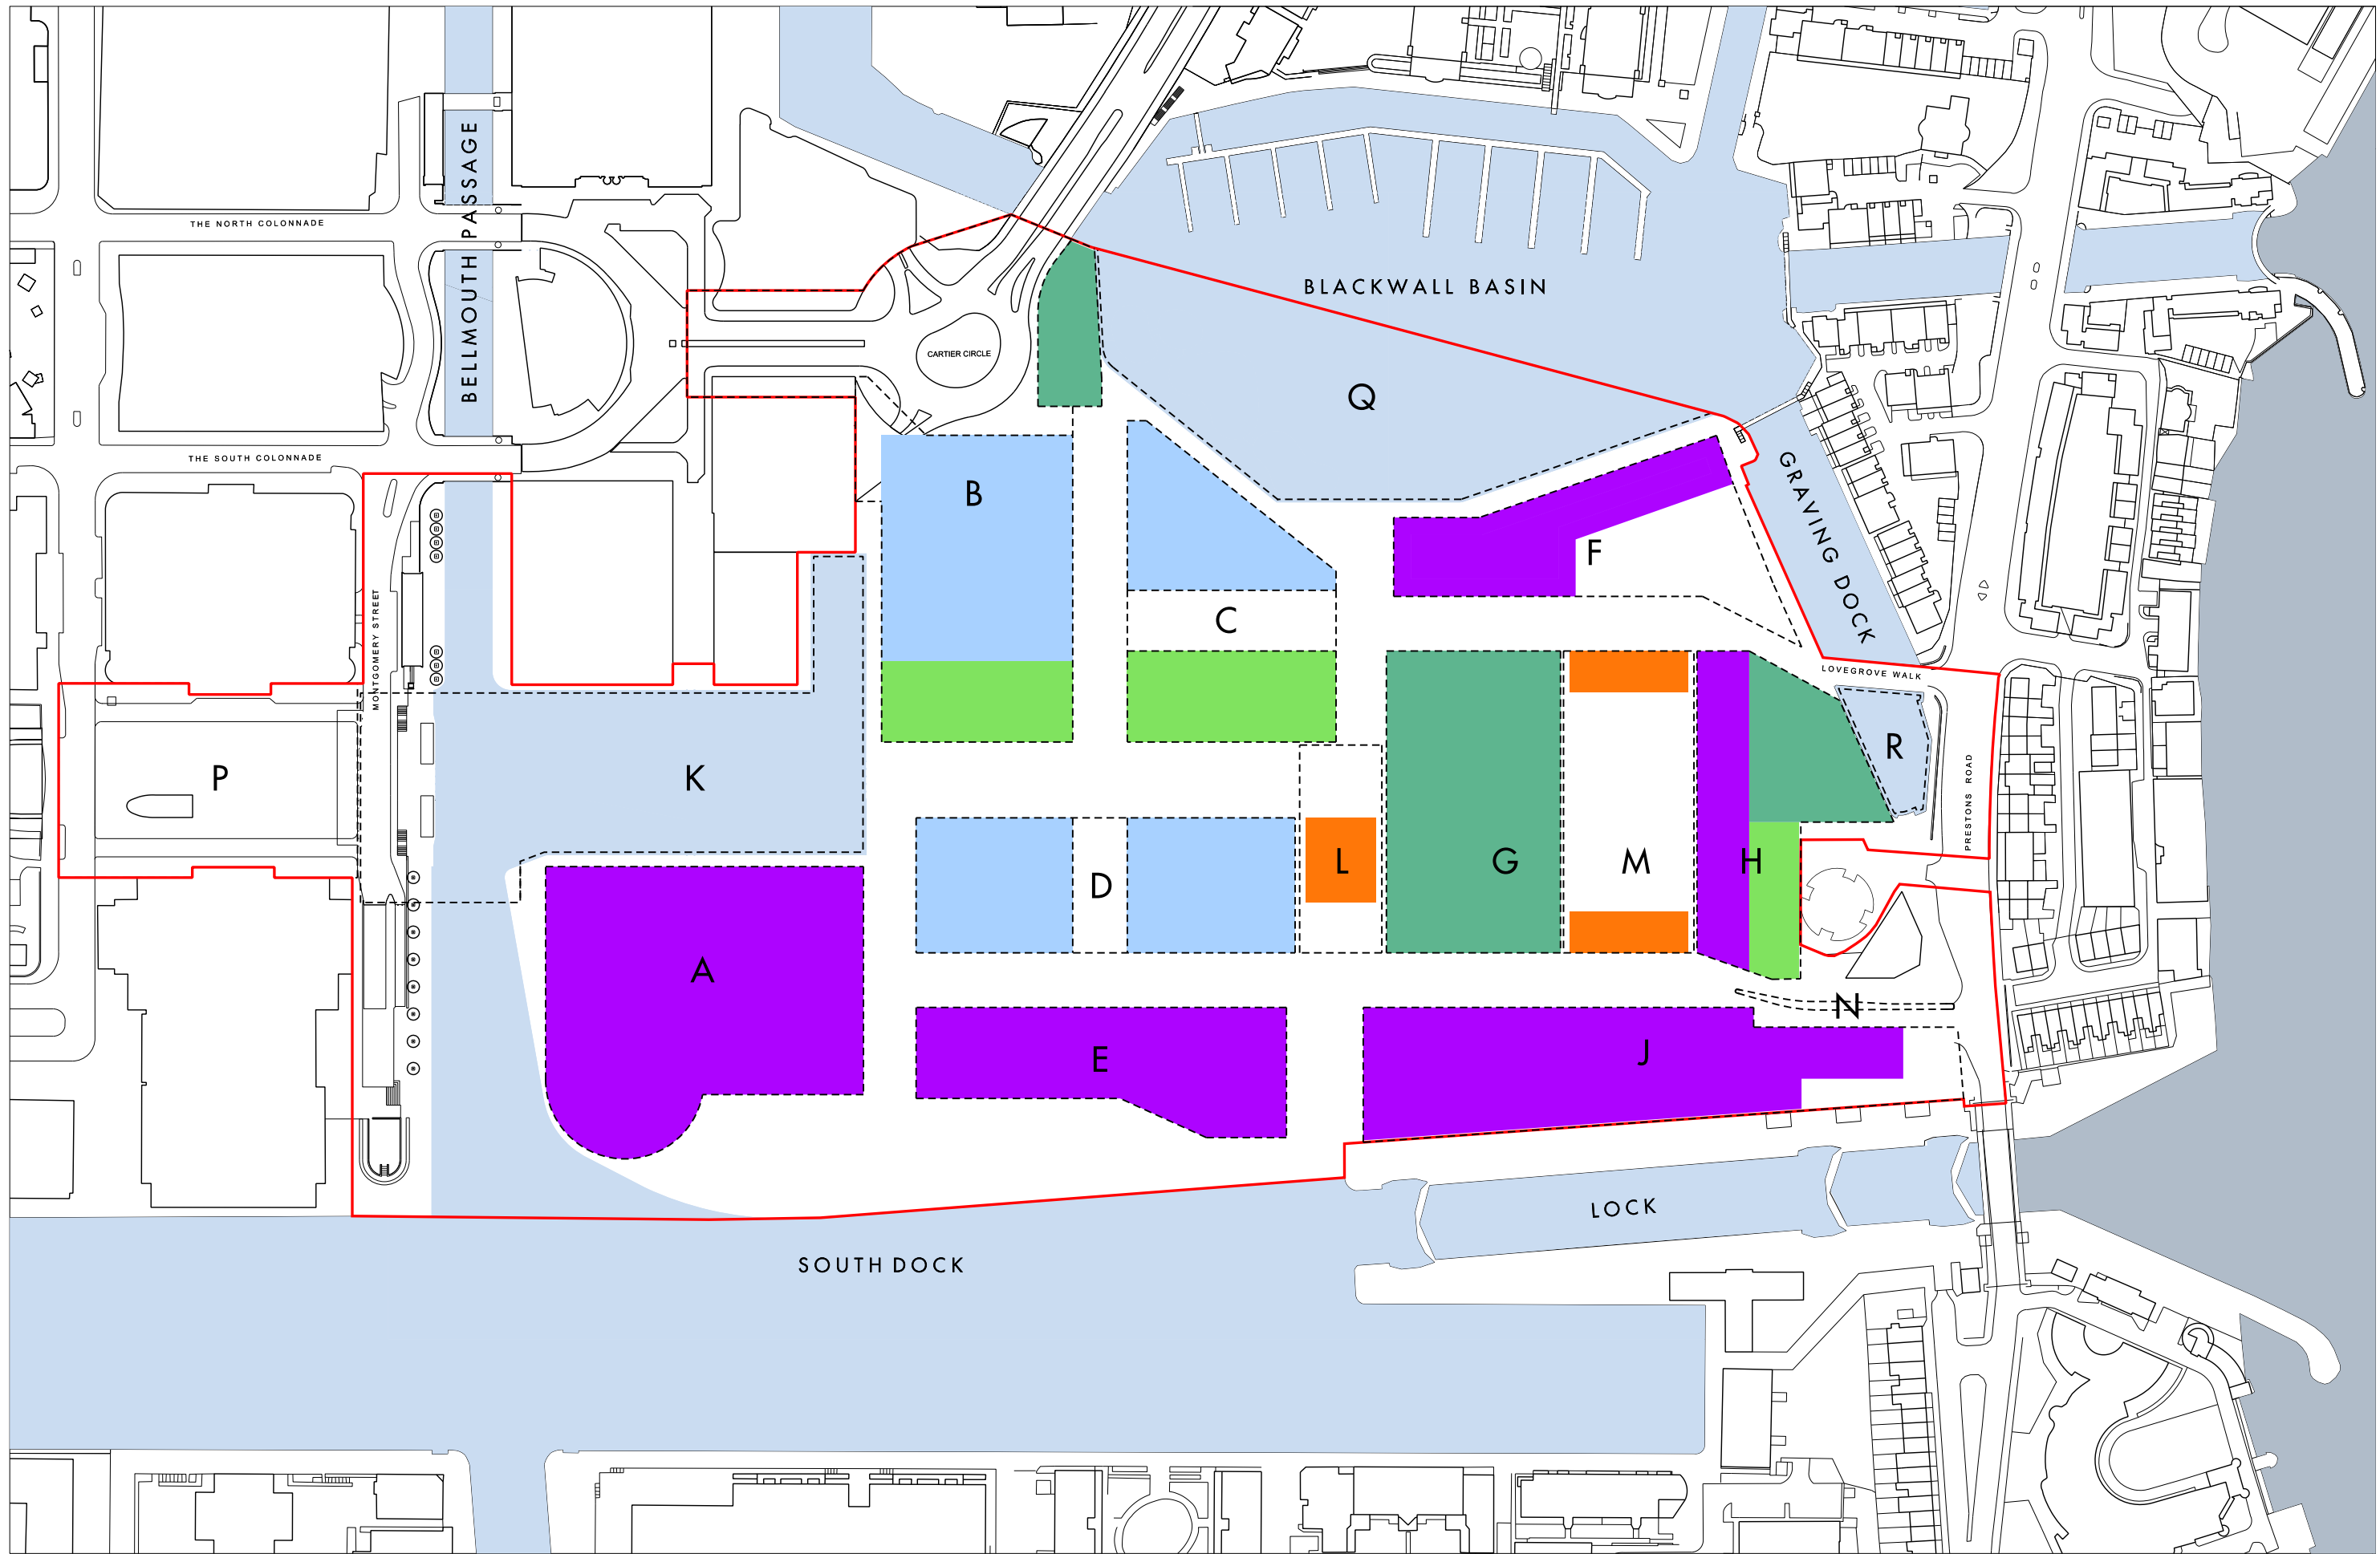 BELLMOUTH PASSAGE
THE NORTH COLONNADE
BLACKWALL BASIN
CARTIER CIRCLE
Q
THE SOUTH COLONNADE
B
GRAVING DOCK
F
MONTGOMERY STREET
C
LOVEGROVE WALK
R
P
K
PRESTONS ROAD
L
G
M
H
D
A
N
E
J
LOCK
SOUTH DOCK